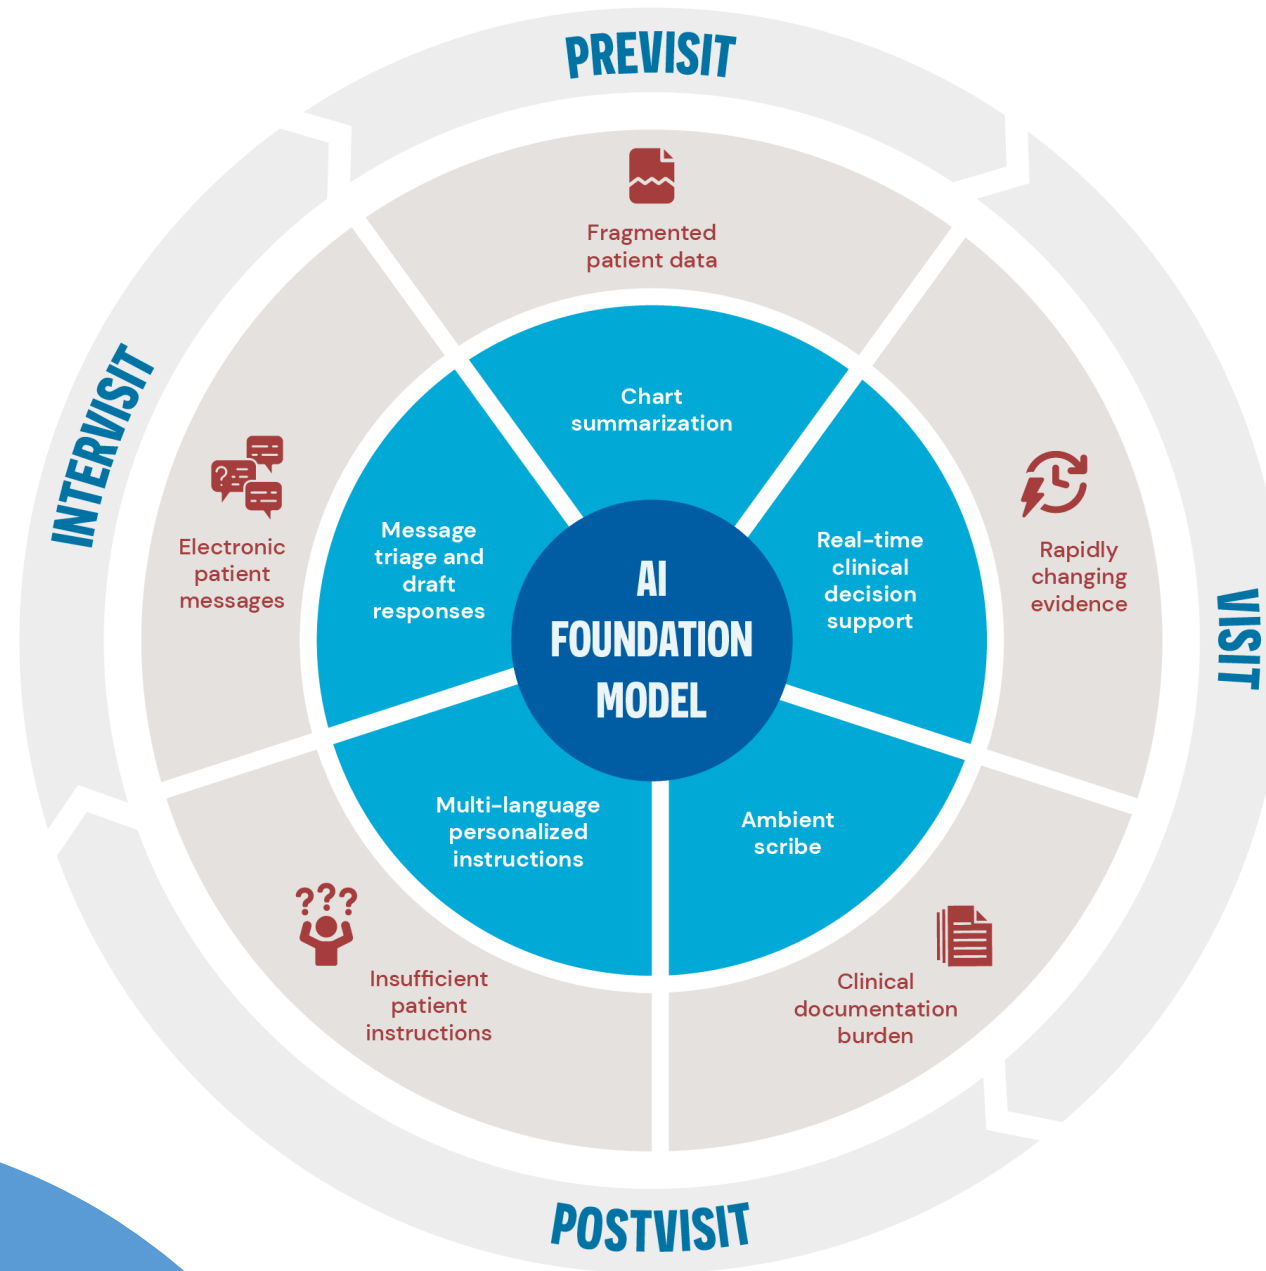 PREVISIT
Fragmented
patient data
Chart
summarization
INTERVISIT
Electronic
patient
messages
Message
triage and
draft
responses
AI
FOUNDATION
MODEL
Real-time
clinical
decision
support
Rapidly
changing
evidence
VISIT
Multi-language
personalized
instructions
Ambient
scribe
???
Insufficient
patient
instructions
Clinical
documentation
burden
POSTVISIT